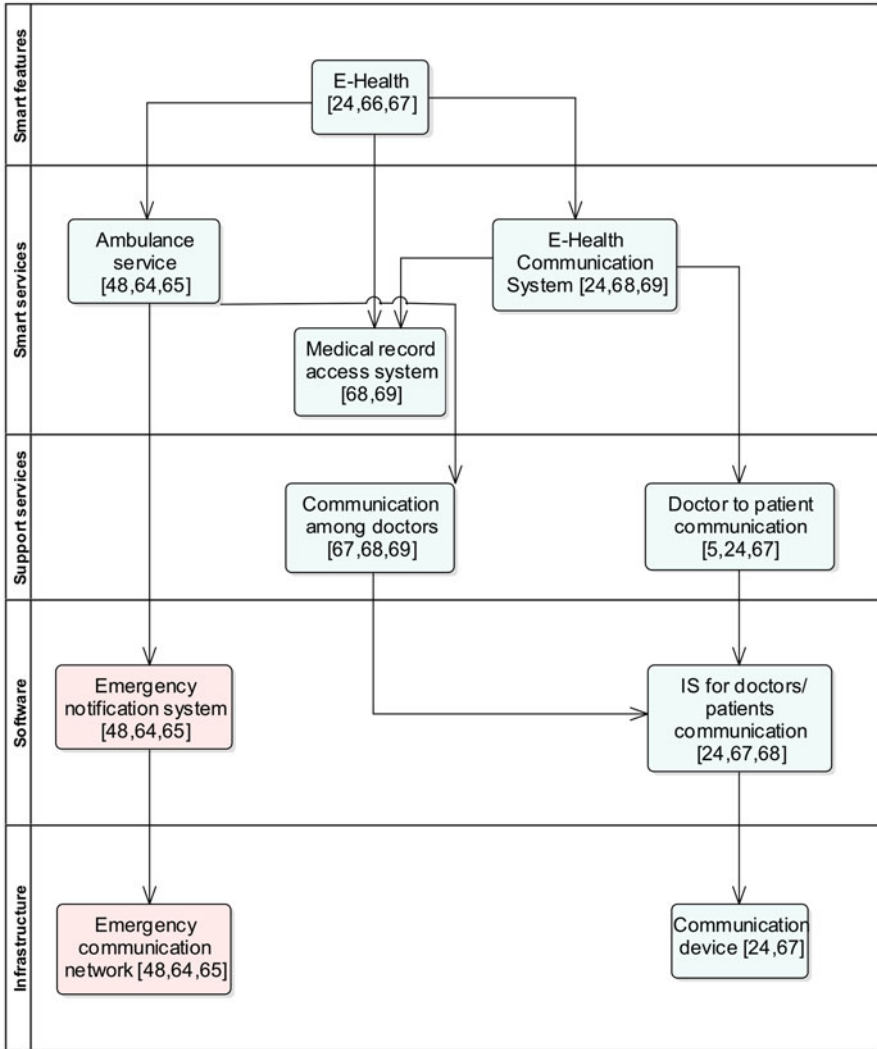 Smart features
E-Health
[24,66,67]
Smart services
Ambulance
service
[48,64,65]
E-Health
Communication
System [24,68,69]
Medical record
access system
[68,69]
Support services
Communication
among doctors
[67,68,69]
Doctor to patient
communication
[5,24,67]
Software
Emergency
notification system
[48,64,65]
IS for doctors/
patients
communication
[24,67,68]
Infrastructure
Emergency
communication
network [48,64,65]
Communication
device [24,67]